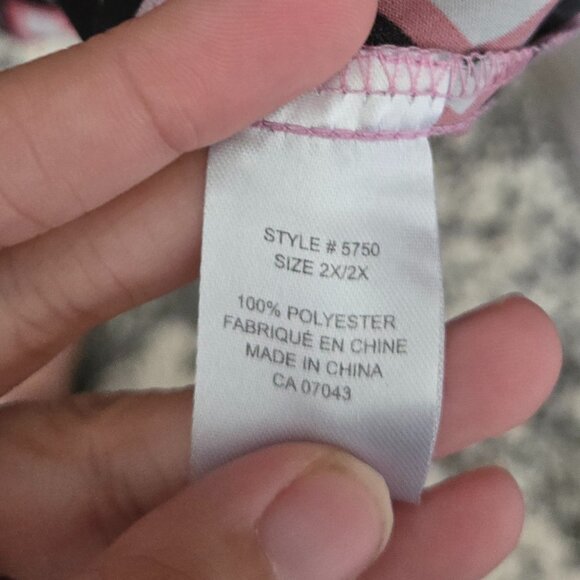 STYLE # 5750
SIZE 2X/2X
100% POLYESTER
FABRIQUÉ EN CHINE
MADE IN CHINA
CA 07043